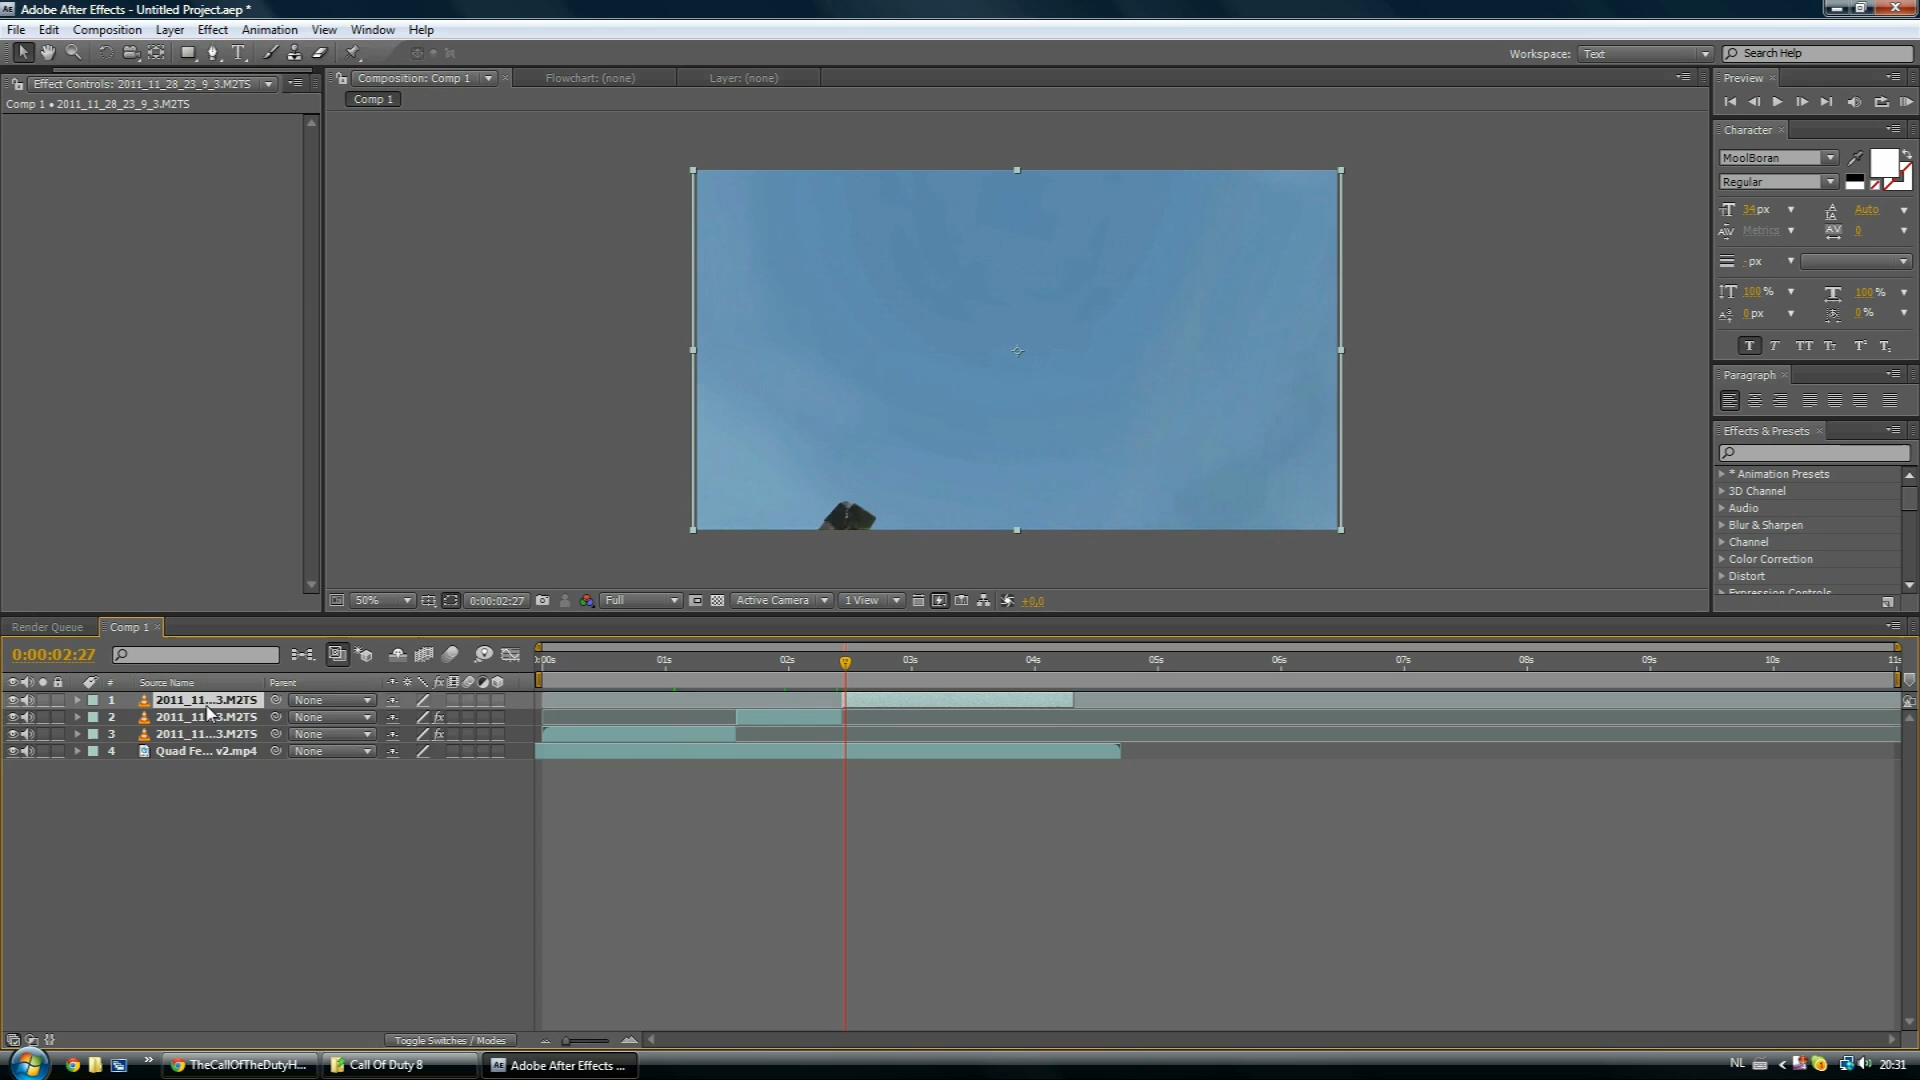 Adobe After Effects - Untitled Project.aep *
File Edit Composition Layer Effect Animation View Window Help
Workspace: Text Search Help
Effect Controls: 2011_11_28_23_9_3.M2TS
Comp 1 • 2011_11_28_23_9_3.M2TS
Composition: Comp 1 Flowchart: (none) Layer: (none)
Comp 1
Preview
Character
MoolBoran
Regular
34 px Auto
Metrics 0
- px
100 % 100 %
0 px 0 %
T T TT Tt T¹ T₁
Paragraph
Effects & Presets
* Animation Presets
3D Channel
Audio
Blur & Sharpen
Channel
Color Correction
Distort
Expression Controls
50% 0:00:02:27 Full Active Camera 1 View +0,0
Render Queue Comp 1
0:00:02:27
:00s 01s 02s 03s 04s 05s 06s 07s 08s 09s 10s 11s
# Source Name Parent
1 2011_11...3.M2TS None
2 2011_11...3.M2TS None
3 2011_11...3.M2TS None
4 Quad Fe... v2.mp4 None
Toggle Switches / Modes
TheCallOfTheDutyH... Call Of Duty 8 Adobe After Effects ... NL 20:31